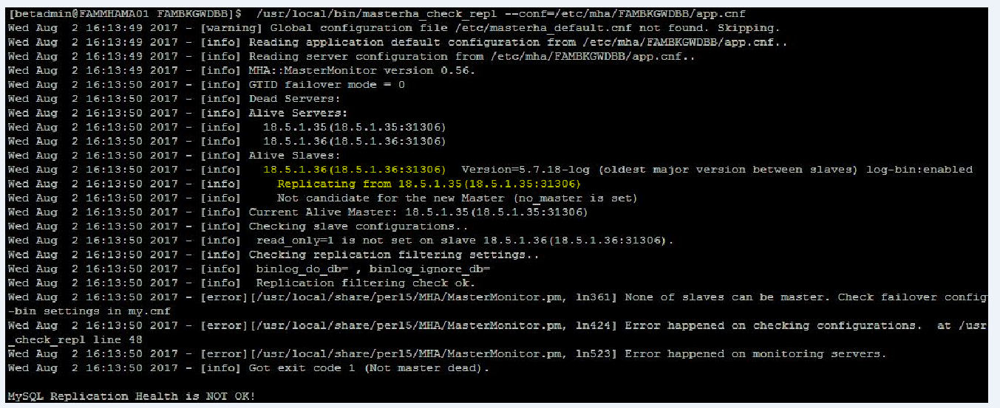 [betadmin@FAMMHAMA01 FAMBKGWDBB]$  /usr/local/bin/masterha_check_repl --conf=/etc/mha/FAMBKGWDBB/app.cnf
Wed Aug  2 16:13:49 2017 - [warning] Global configuration file /etc/masterha_default.cnf not found. Skipping.
Wed Aug  2 16:13:49 2017 - [info] Reading application default configuration from /etc/mha/FAMBKGWDBB/app.cnf..
Wed Aug  2 16:13:49 2017 - [info] Reading server configuration from /etc/mha/FAMBKGWDBB/app.cnf..
Wed Aug  2 16:13:49 2017 - [info] MHA::MasterMonitor version 0.56.
Wed Aug  2 16:13:50 2017 - [info] GTID failover mode = 0
Wed Aug  2 16:13:50 2017 - [info] Dead Servers:
Wed Aug  2 16:13:50 2017 - [info] Alive Servers:
Wed Aug  2 16:13:50 2017 - [info]   18.5.1.35(18.5.1.35:31306)
Wed Aug  2 16:13:50 2017 - [info]   18.5.1.36(18.5.1.36:31306)
Wed Aug  2 16:13:50 2017 - [info] Alive Slaves:
Wed Aug  2 16:13:50 2017 - [info]   18.5.1.36(18.5.1.36:31306)  Version=5.7.18-log (oldest major version between slaves) log-bin:enabled
Wed Aug  2 16:13:50 2017 - [info]     Replicating from 18.5.1.35(18.5.1.35:31306)
Wed Aug  2 16:13:50 2017 - [info]     Not candidate for the new Master (no_master is set)
Wed Aug  2 16:13:50 2017 - [info] Current Alive Master: 18.5.1.35(18.5.1.35:31306)
Wed Aug  2 16:13:50 2017 - [info] Checking slave configurations..
Wed Aug  2 16:13:50 2017 - [info]  read_only=1 is not set on slave 18.5.1.36(18.5.1.36:31306).
Wed Aug  2 16:13:50 2017 - [info] Checking replication filtering settings..
Wed Aug  2 16:13:50 2017 - [info]  binlog_do_db= , binlog_ignore_db=
Wed Aug  2 16:13:50 2017 - [info]  Replication filtering check ok.
Wed Aug  2 16:13:50 2017 - [error][/usr/local/share/perl5/MHA/MasterMonitor.pm, ln361] None of slaves can be master. Check failover config
-bin settings in my.cnf
Wed Aug  2 16:13:50 2017 - [error][/usr/local/share/perl5/MHA/MasterMonitor.pm, ln424] Error happened on checking configurations.  at /usr
_check_repl line 48
Wed Aug  2 16:13:50 2017 - [error][/usr/local/share/perl5/MHA/MasterMonitor.pm, ln523] Error happened on monitoring servers.
Wed Aug  2 16:13:50 2017 - [info] Got exit code 1 (Not master dead).
MySQL Replication Health is NOT OK!